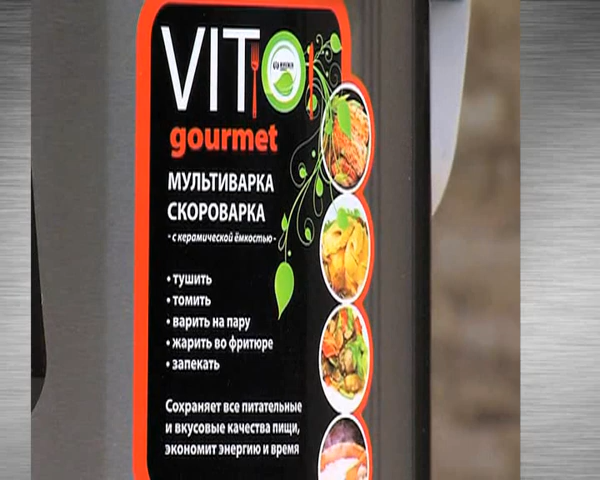 VITO
gourmet
МУЛЬТИВАРКА
СКОРОВАРКА
- с керамической ёмкостью -
• тушить
• томить
• варить на пару
• жарить во фритюре
• запекать
Сохраняет все питательные
и вкусовые качества пищи,
экономит энергию и время